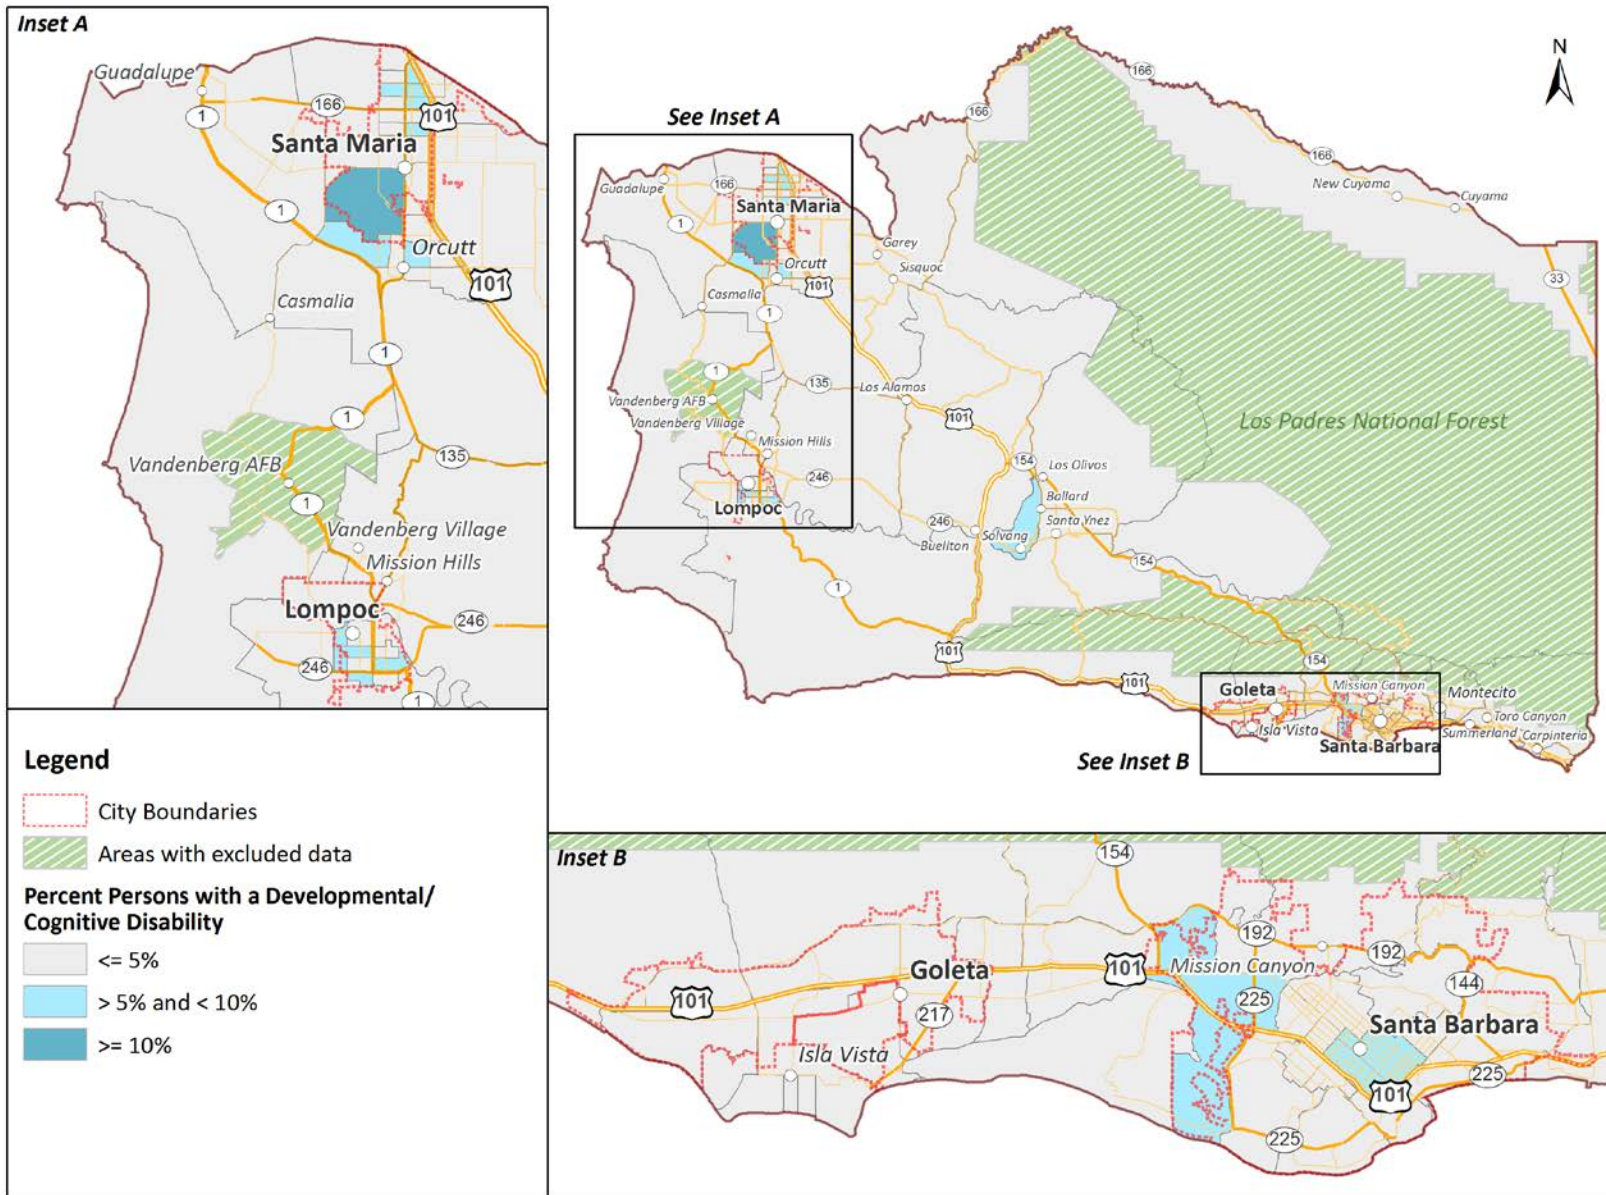 Inset A
Guadalupe
166
1
101
Santa Maria
1
Orcutt
101
Casmalia
1
1
Vandenberg AFB
135
1
Vandenberg Village
Mission Hills
Lompoc
246
246
1
Legend
City Boundaries
Areas with excluded data
Percent Persons with a Developmental/
Cognitive Disability
<= 5%
> 5% and < 10%
>= 10%
N
See Inset A
166
166
166
New Cuyama
Cuyama
Guadalupe
166
Santa Maria
1
Garey
Orcutt
Sisquoc
33
101
Casmalia
1
1
135
Los Alamos
Vandenberg AFB
101
Los Padres National Forest
Vandenberg Village
Mission Hills
154
Los Olivos
246
Ballard
Lompoc
246
Santa Ynez
Buellton
Solvang
154
1
101
154
101
Goleta
Mission Canyon
Montecito
Isla Vista
Toro Canyon
Santa Barbara
Summerland
Carpinteria
See Inset B
Inset B
154
192
192
Goleta
101
Mission Canyon
101
225
144
217
Santa Barbara
Isla Vista
225
101
225